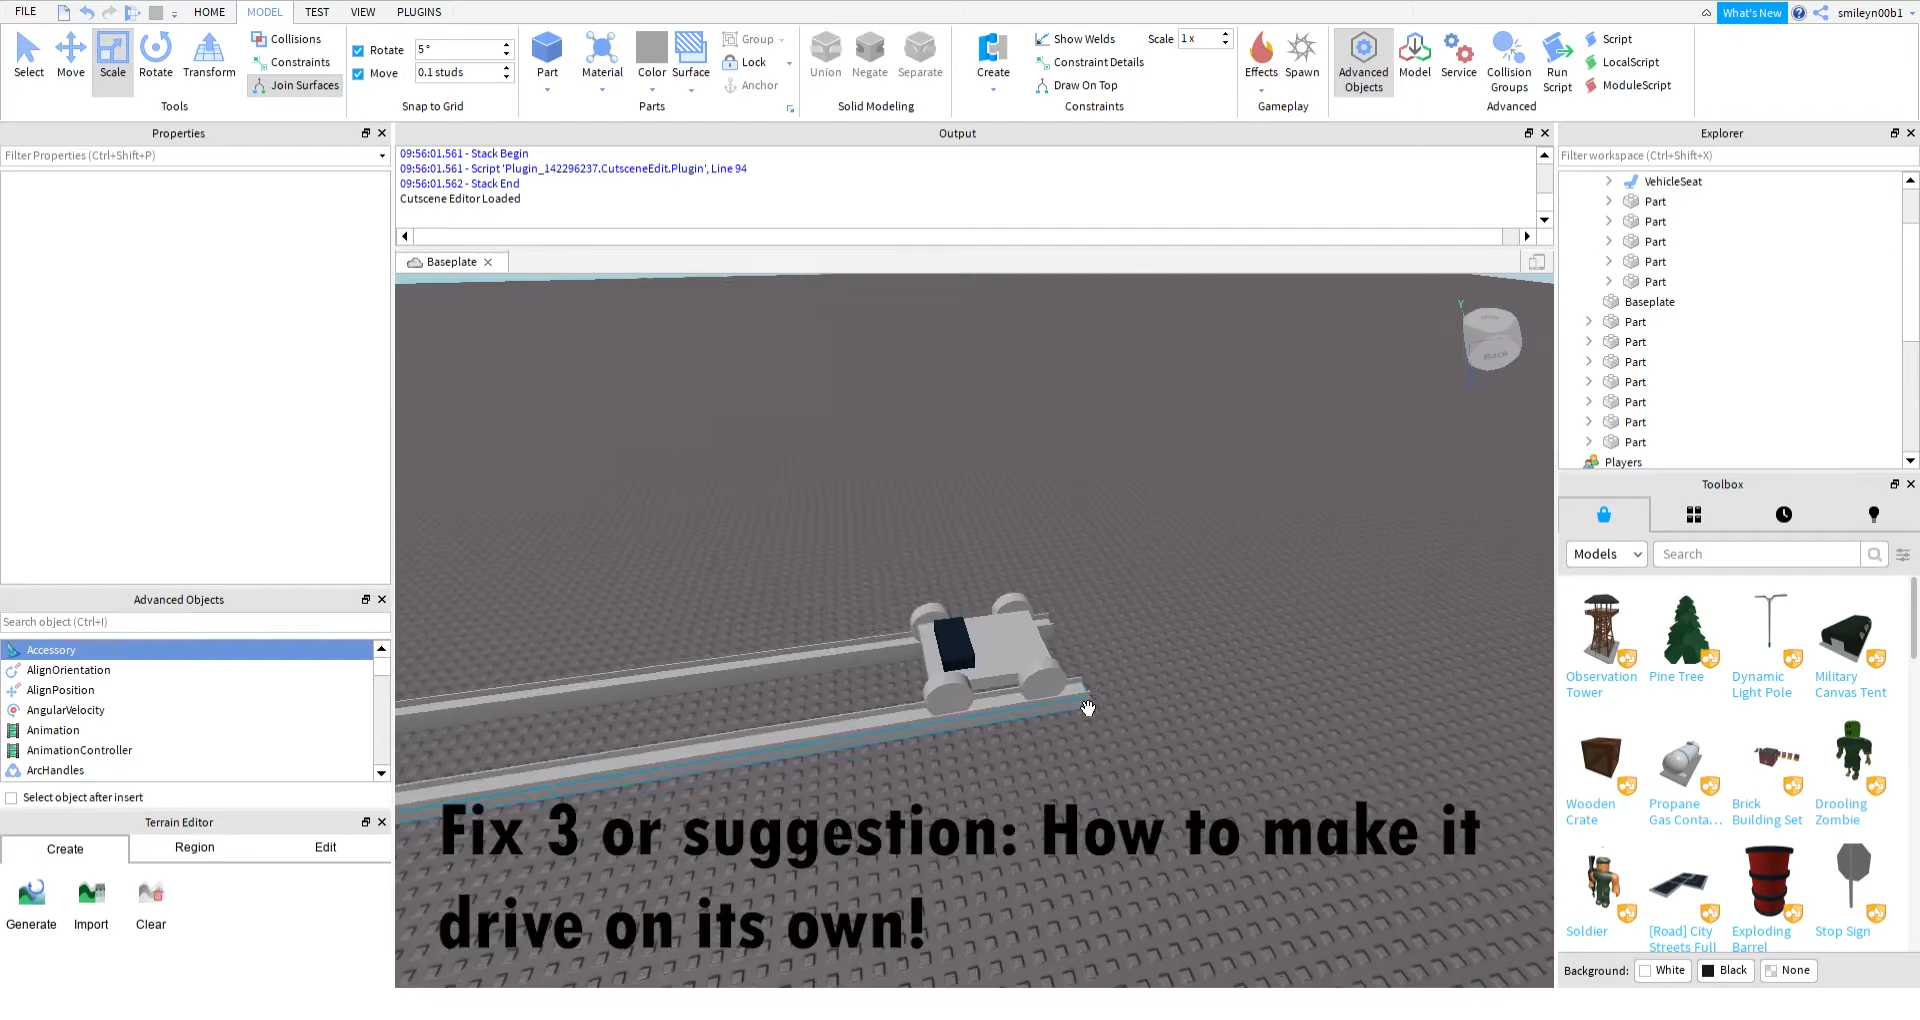 FILE HOME MODEL TEST VIEW PLUGINS What's New smileyn00b1
Select Move Scale Rotate Transform
Collisions
Constraints
Join Surfaces
Tools
Rotate 5°
Move 0.1 studs
Snap to Grid
Part Material Color Surface
Group
Lock
Anchor
Parts
Union Negate Separate
Solid Modeling
Create
Show Welds Scale 1x
Constraint Details
Draw On Top
Constraints
Effects Spawn
Gameplay
Advanced Objects
Model
Service
Collision Groups
Run Script
Script
LocalScript
ModuleScript
Advanced
Properties
Filter Properties (Ctrl+Shift+P)
Output
09:56:01.561 - Stack Begin
09:56:01.561 - Script 'Plugin_142296237.CutsceneEdit.Plugin', Line 94
09:56:01.562 - Stack End
Cutscene Editor Loaded
Baseplate
Y
Back
Fix 3 or suggestion: How to make it
drive on its own!
Explorer
Filter workspace (Ctrl+Shift+X)
VehicleSeat
Part
Part
Part
Part
Part
Baseplate
Part
Part
Part
Part
Part
Part
Part
Players
Advanced Objects
Search object (Ctrl+I)
Accessory
AlignOrientation
AlignPosition
AngularVelocity
Animation
AnimationController
ArcHandles
Select object after insert
Terrain Editor
Create Region Edit
Generate Import Clear
Toolbox
Models Search
Observation Tower
Pine Tree
Dynamic Light Pole
Military Canvas Tent
Wooden Crate
Propane Gas Conta...
Brick Building Set
Drooling Zombie
Soldier
[Road] City Streets Full
Exploding Barrel
Stop Sign
Background: White Black None